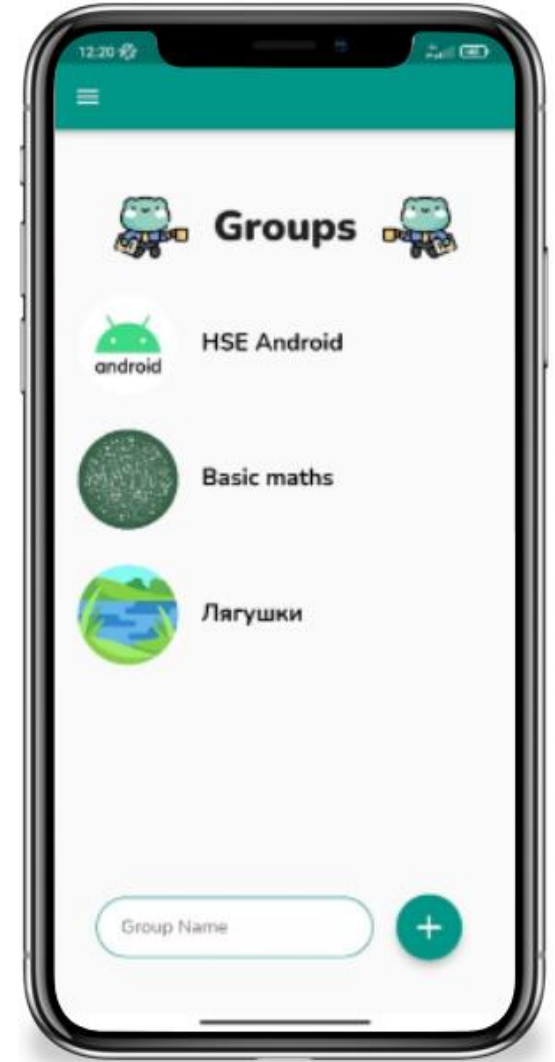 12:20
Groups
android
HSE Android
Basic maths
Лягушки
Group Name